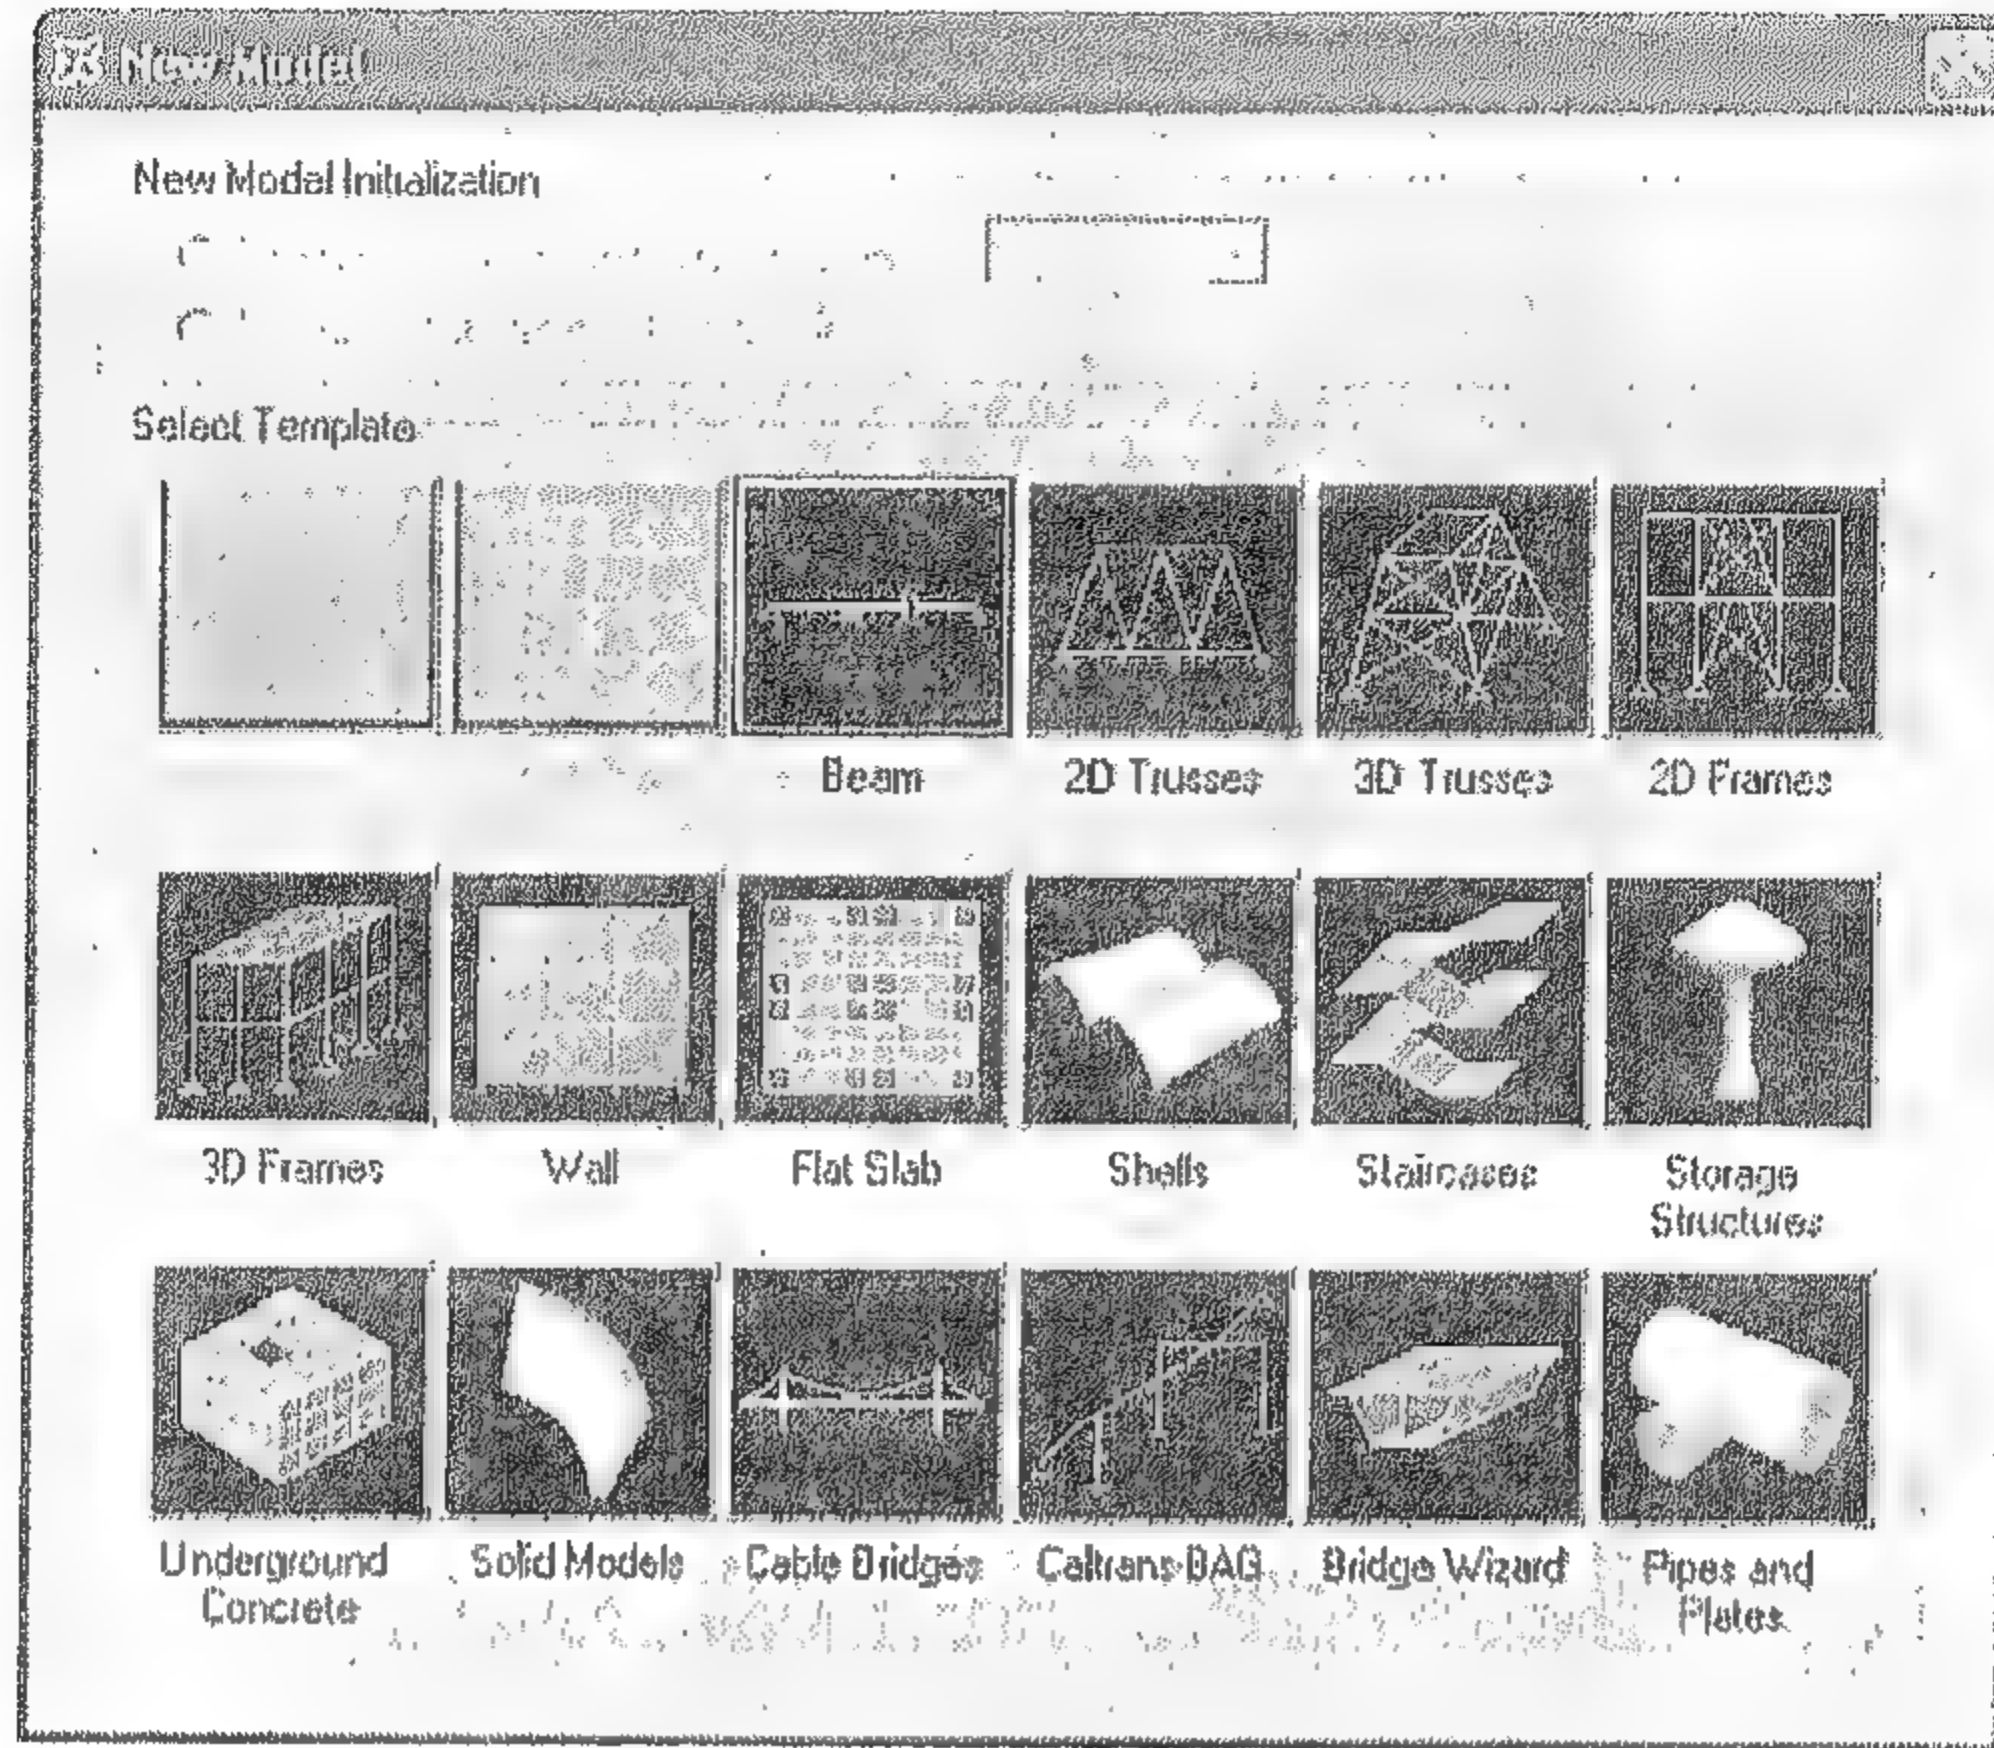 New Model
New Model Initialization
Select Template
Beam
2D Trusses
3D Trusses
2D Frames
3D Frames
Wall
Flat Slab
Shells
Staircases
Storage
Structures
Underground
Concrete
Solid Models
Cable Bridges
Caltrans-BAG
Bridge Wizard
Pipes and
Plates